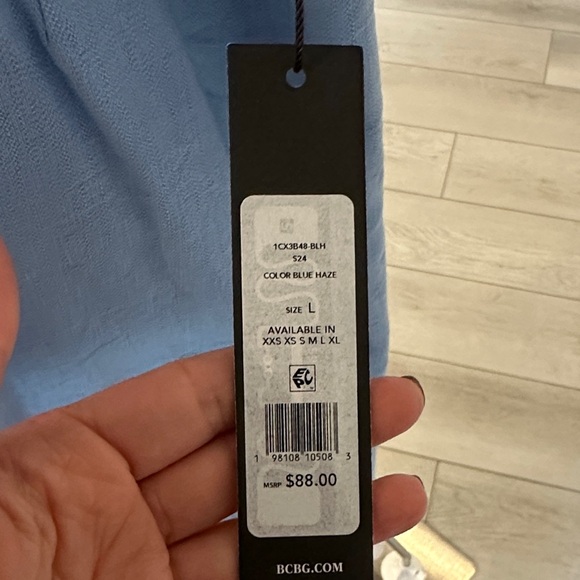 1CX3B48-BLH
S24
COLOR BLUE HAZE
SIZE L
AVAILABLE IN
XXS XS S M L XL
EPC
1 98108 10508 3
MSRP $88.00
BCBG.COM